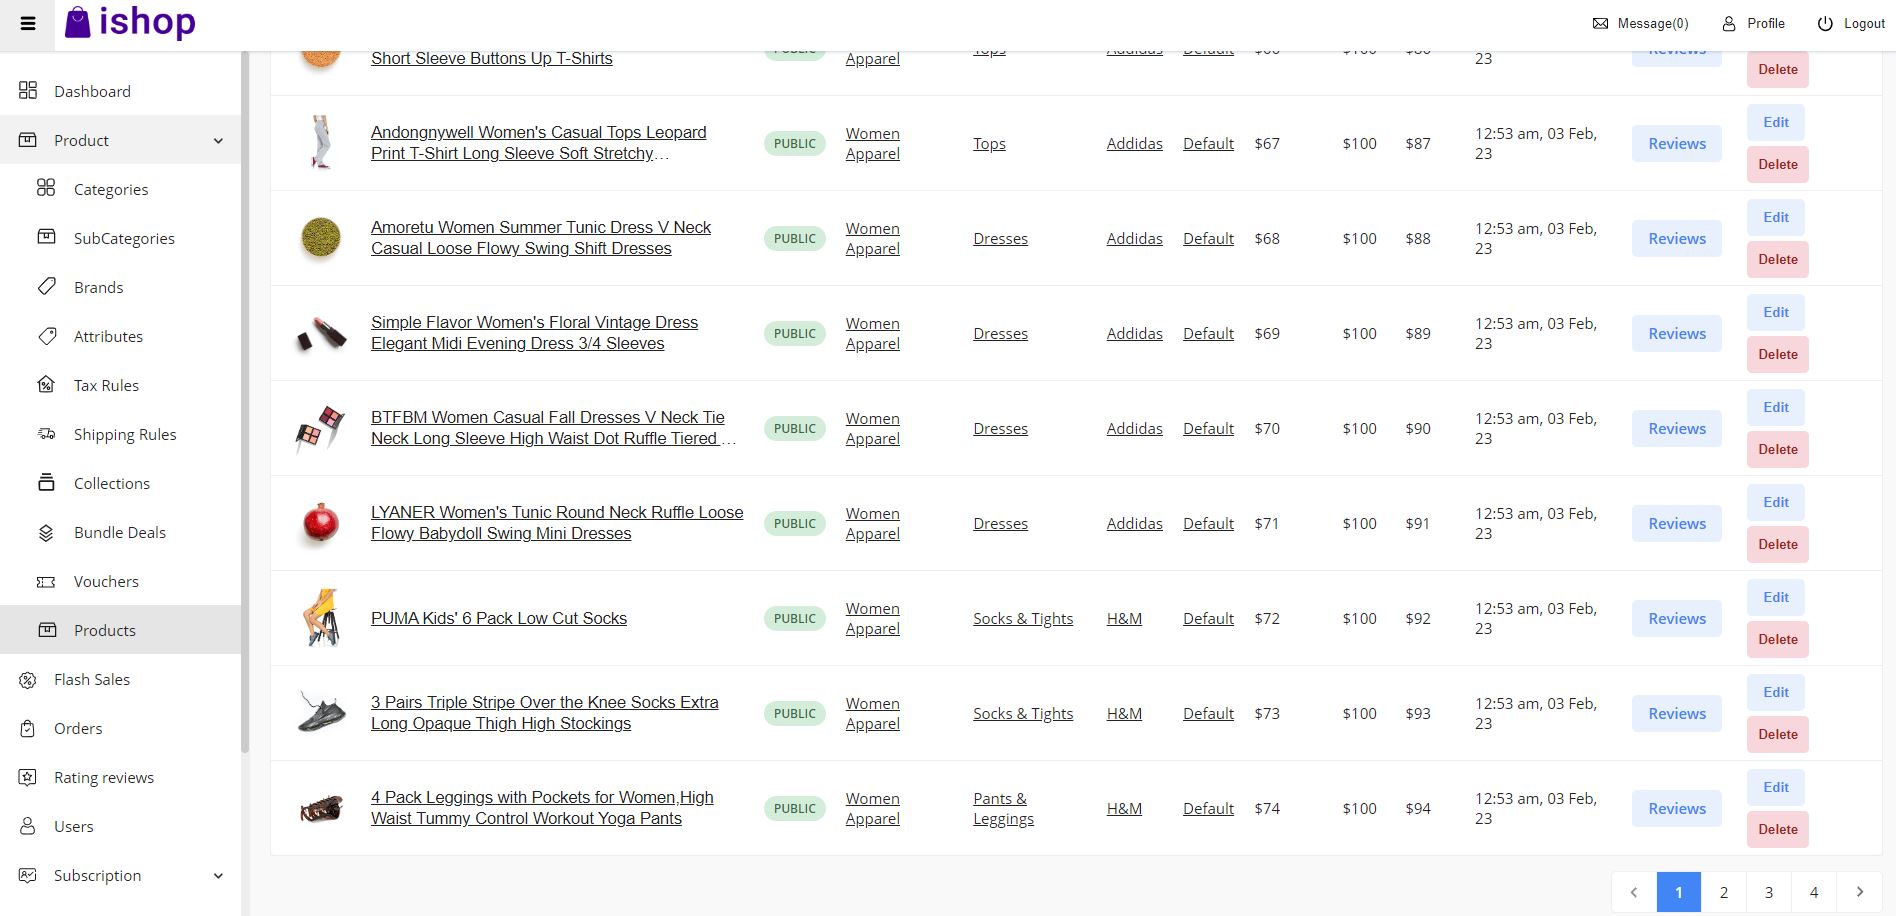 ishop
Message(0)
Profile
Logout
Dashboard
Product
Categories
SubCategories
Brands
Attributes
Tax Rules
Shipping Rules
Collections
Bundle Deals
Vouchers
Products
Flash Sales
Orders
Rating reviews
Users
Subscription
Short Sleeve Buttons Up T-Shirts
PUBLIC
Apparel
Tops
Addidas
Default
$100
23
Reviews
Delete
Andongnywell Women's Casual Tops Leopard
Print T-Shirt Long Sleeve Soft Stretchy…
PUBLIC
Women
Apparel
Tops
Addidas
Default
$67
$100
$87
12:53 am, 03 Feb,
23
Reviews
Edit
Delete
Amoretu Women Summer Tunic Dress V Neck
Casual Loose Flowy Swing Shift Dresses
PUBLIC
Women
Apparel
Dresses
Addidas
Default
$68
$100
$88
12:53 am, 03 Feb,
23
Reviews
Edit
Delete
Simple Flavor Women's Floral Vintage Dress
Elegant Midi Evening Dress 3/4 Sleeves
PUBLIC
Women
Apparel
Dresses
Addidas
Default
$69
$100
$89
12:53 am, 03 Feb,
23
Reviews
Edit
Delete
BTFBM Women Casual Fall Dresses V Neck Tie
Neck Long Sleeve High Waist Dot Ruffle Tiered …
PUBLIC
Women
Apparel
Dresses
Addidas
Default
$70
$100
$90
12:53 am, 03 Feb,
23
Reviews
Edit
Delete
LYANER Women's Tunic Round Neck Ruffle Loose
Flowy Babydoll Swing Mini Dresses
PUBLIC
Women
Apparel
Dresses
Addidas
Default
$71
$100
$91
12:53 am, 03 Feb,
23
Reviews
Edit
Delete
PUMA Kids' 6 Pack Low Cut Socks
PUBLIC
Women
Apparel
Socks & Tights
H&M
Default
$72
$100
$92
12:53 am, 03 Feb,
23
Reviews
Edit
Delete
3 Pairs Triple Stripe Over the Knee Socks Extra
Long Opaque Thigh High Stockings
PUBLIC
Women
Apparel
Socks & Tights
H&M
Default
$73
$100
$93
12:53 am, 03 Feb,
23
Reviews
Edit
Delete
4 Pack Leggings with Pockets for Women,High
Waist Tummy Control Workout Yoga Pants
PUBLIC
Women
Apparel
Pants &
Leggings
H&M
Default
$74
$100
$94
12:53 am, 03 Feb,
23
Reviews
Edit
Delete
1 2 3 4